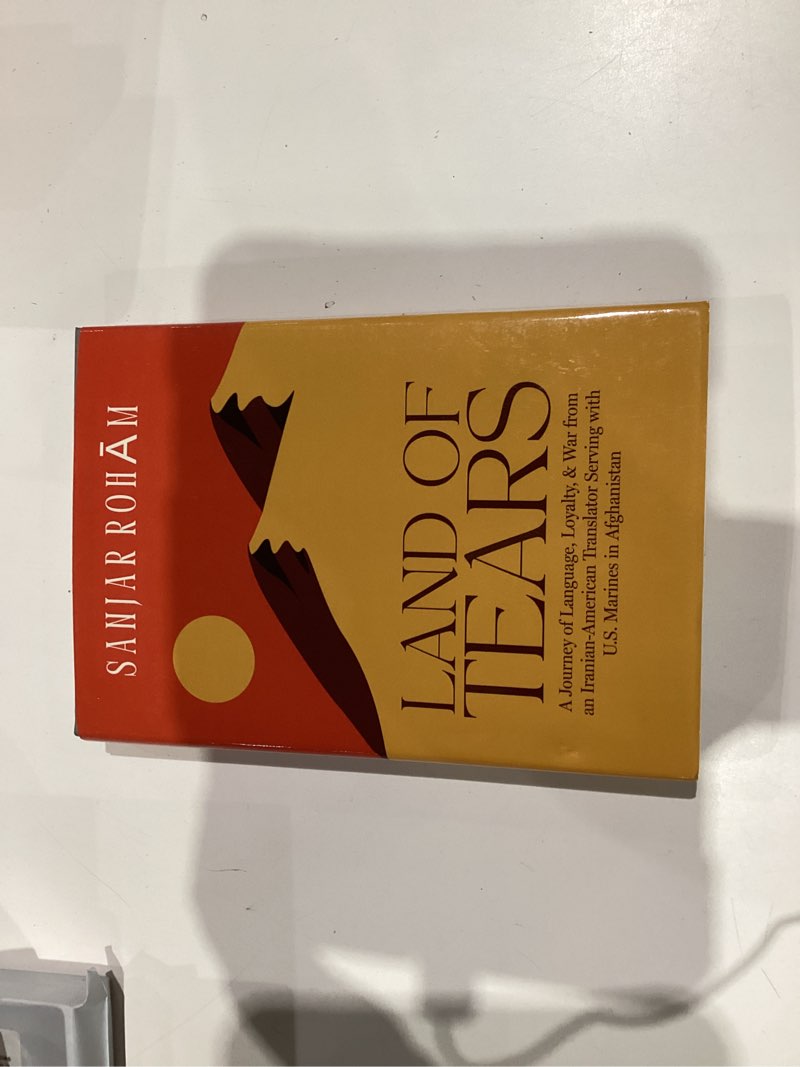 SANJAR ROHĀM
LAND OF
TEARS
A Journey of Language, Loyalty, & War from
an Iranian-American Translator Serving with
U.S. Marines in Afghanistan